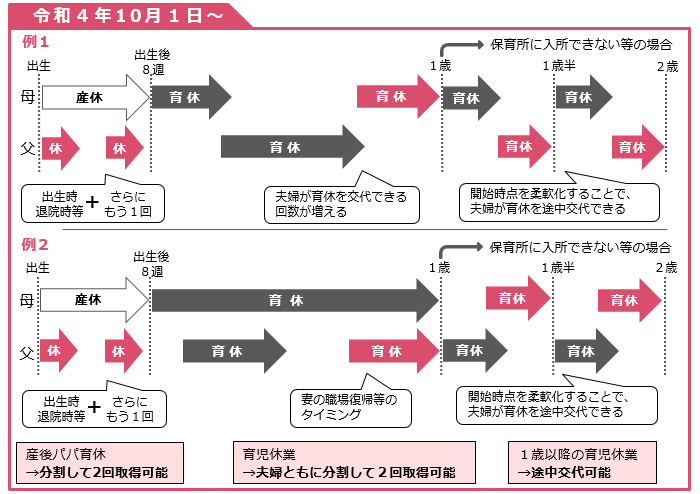 令和４年10月１日～
例１
保育所に入所できない等の場合
出生
出生後
８週
１歳
１歳半
２歳
母
産休
育休
育休
育休
育休
父
休
休
育休
育休
育休
出生時
退院時等
＋
さらに
もう１回
夫婦が育休を交代できる
回数が増える
開始時点を柔軟化することで、
夫婦が育休を途中交代できる
例２
保育所に入所できない等の場合
出生
出生後
８週
１歳
１歳半
２歳
母
産休
育休
育休
育休
父
休
休
育休
育休
育休
育休
出生時
退院時等
＋
さらに
もう１回
妻の職場復帰等の
タイミング
開始時点を柔軟化することで、
夫婦が育休を途中交代できる
産後パパ育休
→分割して2回取得可能
育児休業
→夫婦ともに分割して２回取得可能
１歳以降の育児休業
→途中交代可能